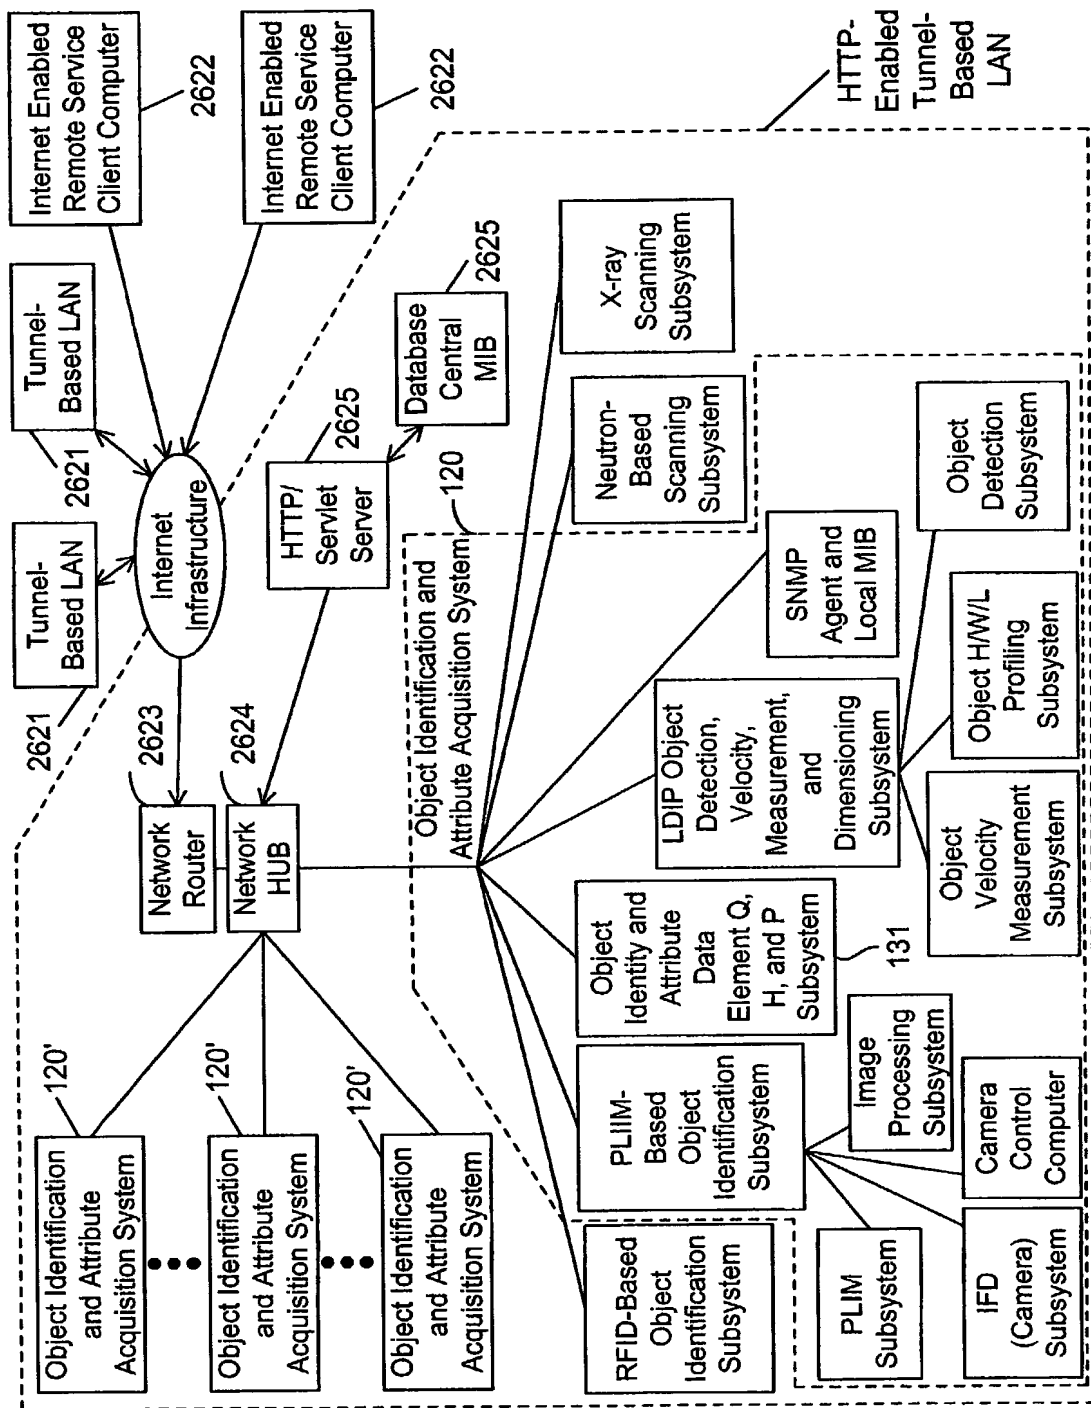 Object Identification
and Attribute
Acquisition System
120'
Object Identification
and Attribute
Acquisition System
120'
Object Identification
and Attribute
Acquisition System
120'
Network
Router
2623
Network
HUB
2624
Tunnel-
Based LAN
2621
Tunnel-
Based LAN
2621
Internet
Infrastructure
Internet Enabled
Remote Service
Client Computer
2622
Internet Enabled
Remote Service
Client Computer
2622
HTTP/
Servlet
Server
2625
Database
Central
MIB
2625
HTTP-
Enabled
Tunnel-
Based
LAN
Object Identification and
Attribute Acquisition System
120
RFID-Based
Object
Identification
Subsystem
PLIIM-
Based Object
Identification
Subsystem
Object
Identity and
Attribute
Data
Element Q,
H, and P
Subsystem
131
LDIP Object
Detection,
Velocity,
Measurement,
and
Dimensioning
Subsystem
SNMP
Agent and
Local MIB
Neutron-
Based
Scanning
Subsystem
X-ray
Scanning
Subsystem
PLIM
Subsystem
IFD
(Camera)
Subsystem
Camera
Control
Computer
Image
Processing
Subsystem
Object
Velocity
Measurement
Subsystem
Object H/W/L
Profiling
Subsystem
Object
Detection
Subsystem